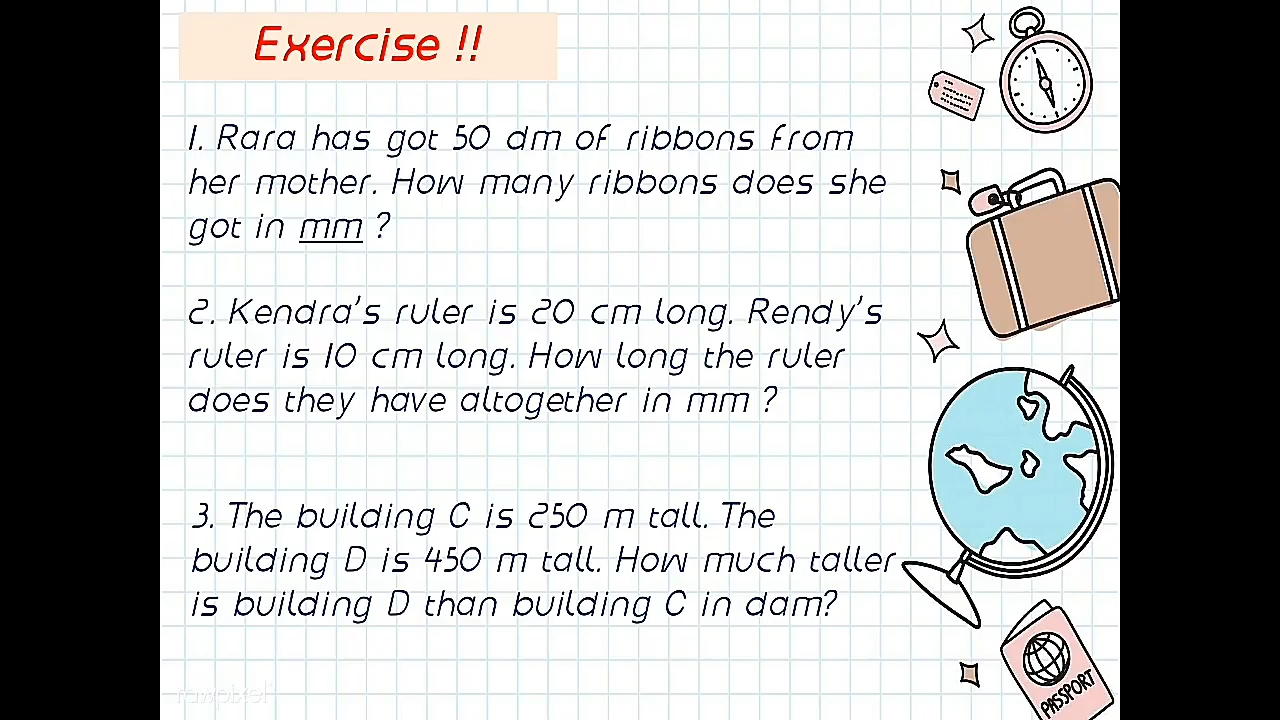 Exercise !!
1. Rara has got 50 dm of ribbons from
her mother. How many ribbons does she
got in mm ?
2. Kendra's ruler is 20 cm long. Rendy's
ruler is 10 cm long. How long the ruler
does they have altogether in mm ?
3. The building C is 250 m tall. The
building D is 450 m tall. How much taller
is building D than building C in dam?
PASSPORT
rawpixel